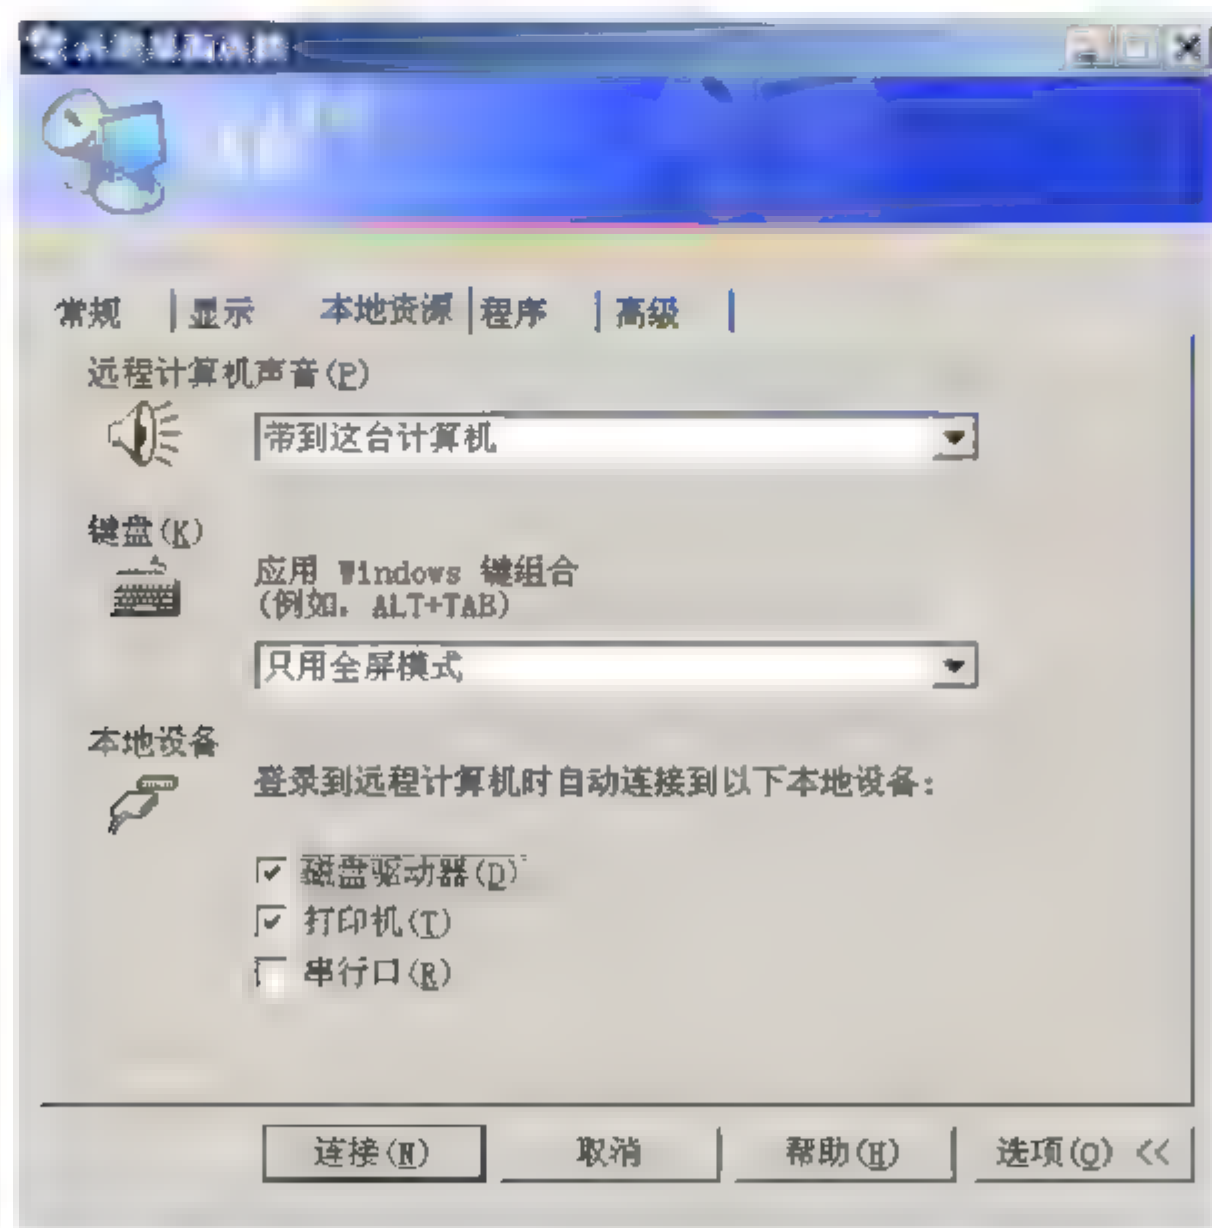 常规 显示 本地资源 程序 高级
远程计算机声音(P)
带到这台计算机
键盘(K)
应用 Windows 键组合
(例如，ALT+TAB)
只用全屏模式
本地设备
登录到远程计算机时自动连接到以下本地设备:
磁盘驱动器(D)
打印机(T)
串行口(R)
连接(N) 取消 帮助(H) 选项(O) <<